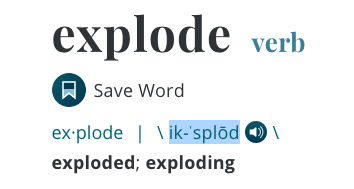 explode verb
Save Word
ex·plode | \ ik-ˈsplōd \
exploded; exploding